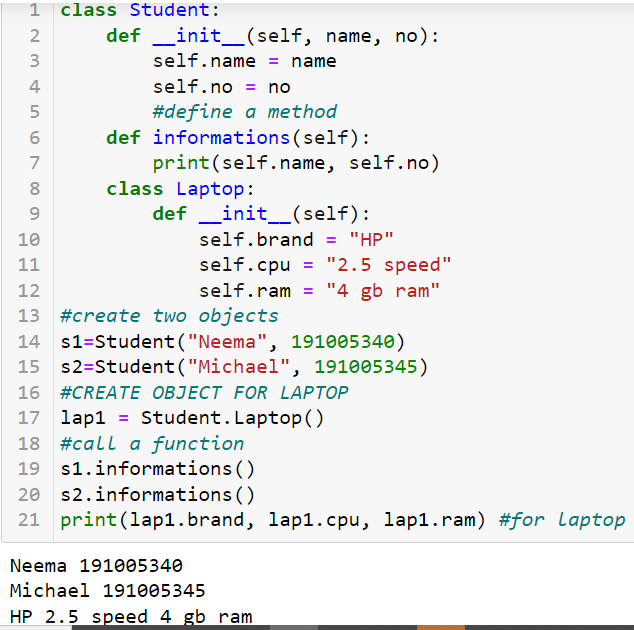 1 class Student:
2     def __init__(self, name, no):
3         self.name = name
4         self.no = no
5         #define a method
6     def informations(self):
7         print(self.name, self.no)
8     class Laptop:
9         def __init__(self):
10             self.brand = "HP"
11             self.cpu = "2.5 speed"
12             self.ram = "4 gb ram"
13 #create two objects
14 s1=Student("Neema", 191005340)
15 s2=Student("Michael", 191005345)
16 #CREATE OBJECT FOR LAPTOP
17 lap1 = Student.Laptop()
18 #call a function
19 s1.informations()
20 s2.informations()
21 print(lap1.brand, lap1.cpu, lap1.ram) #for laptop
Neema 191005340
Michael 191005345
HP 2.5 speed 4 gb ram